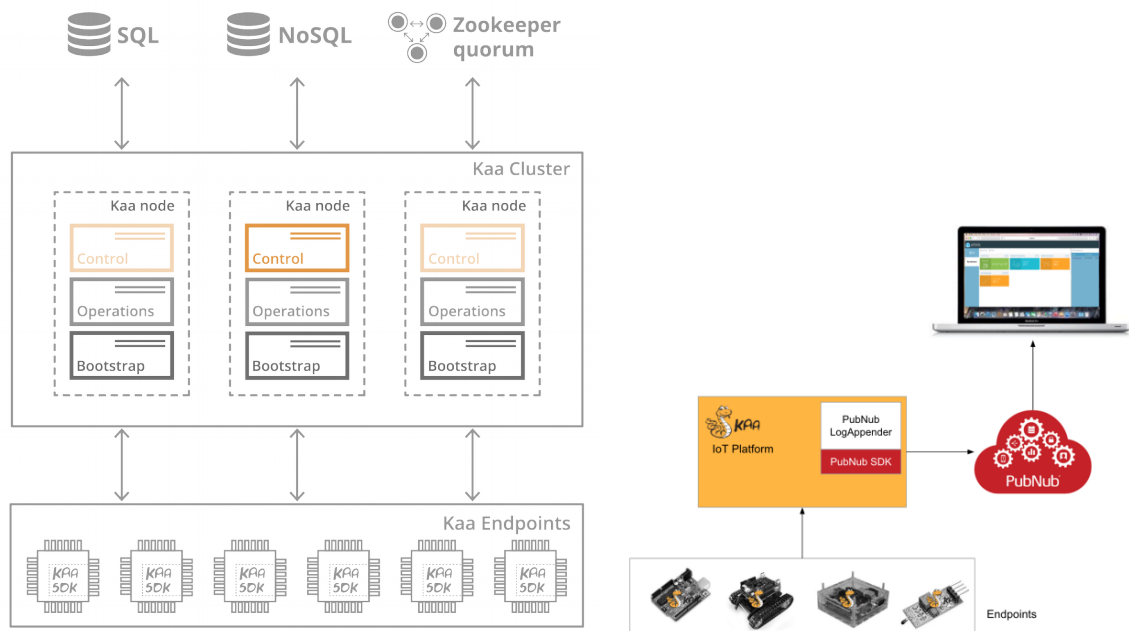 SQL
NoSQL
Zookeeper
quorum
Kaa Cluster
Kaa node
Control
Operations
Bootstrap
Kaa node
Control
Operations
Bootstrap
Kaa node
Control
Operations
Bootstrap
Kaa Endpoints
KAA
SDK
KAA
SDK
KAA
SDK
KAA
SDK
KAA
SDK
KAA
SDK
KAA
IoT Platform
PubNub
LogAppender
PubNub SDK
PubNub
Endpoints